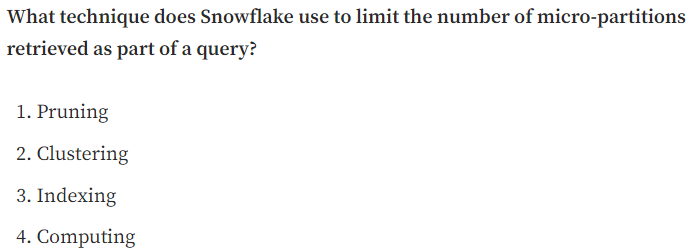 What technique does Snowflake use to limit the number of micro-partitions
retrieved as part of a query?
1. Pruning
2. Clustering
3. Indexing
4. Computing